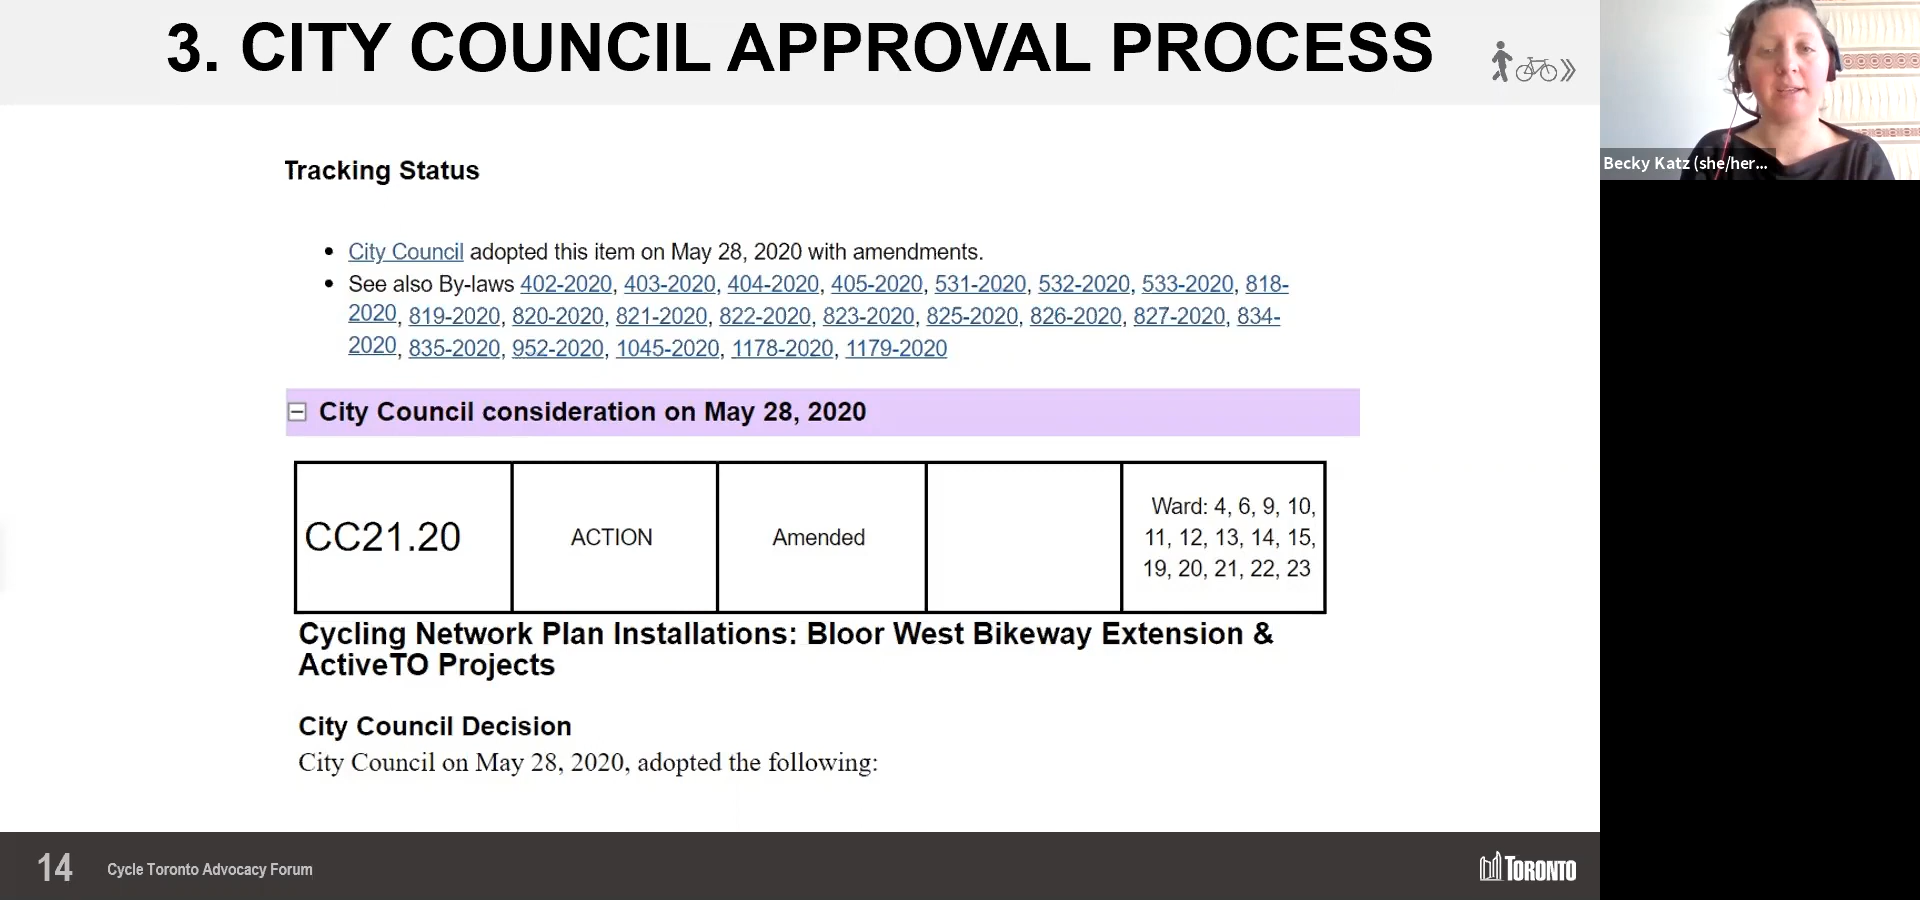 3. CITY COUNCIL APPROVAL PROCESS
Becky Katz (she/her...
Tracking Status
• City Council adopted this item on May 28, 2020 with amendments.
• See also By-laws 402-2020, 403-2020, 404-2020, 405-2020, 531-2020, 532-2020, 533-2020, 818-
2020, 819-2020, 820-2020, 821-2020, 822-2020, 823-2020, 825-2020, 826-2020, 827-2020, 834-
2020, 835-2020, 952-2020, 1045-2020, 1178-2020, 1179-2020
City Council consideration on May 28, 2020
CC21.20
ACTION
Amended
Ward: 4, 6, 9, 10,
11, 12, 13, 14, 15,
19, 20, 21, 22, 23
Cycling Network Plan Installations: Bloor West Bikeway Extension &
ActiveTO Projects
City Council Decision
City Council on May 28, 2020, adopted the following:
14
Cycle Toronto Advocacy Forum
TORONTO